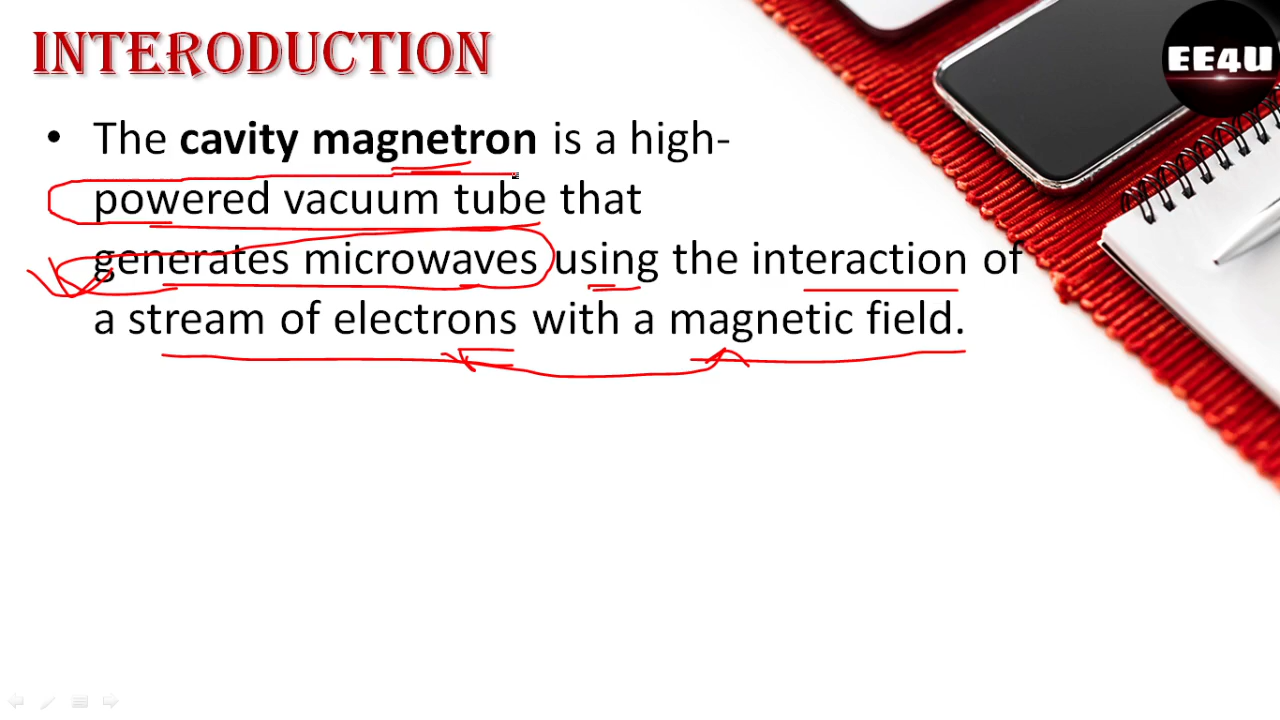 INTERODUCTION
EE4U
• The cavity magnetron is a high-
powered vacuum tube that
generates microwaves using the interaction of
a stream of electrons with a magnetic field.